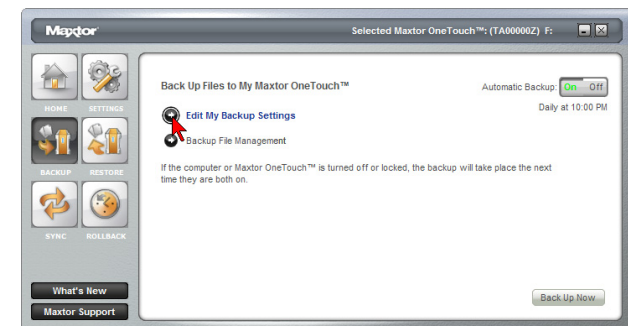 Maxtor
Selected Maxtor OneTouch™: (TA00000Z) F:
HOME
SETTINGS
BACKUP
RESTORE
SYNC
ROLLBACK
What's New
Maxtor Support
Back Up Files to My Maxtor OneTouch™
Automatic Backup: On Off
Daily at 10:00 PM
Edit My Backup Settings
Backup File Management
If the computer or Maxtor OneTouch™ is turned off or locked, the backup will take place the next
time they are both on.
Back Up Now